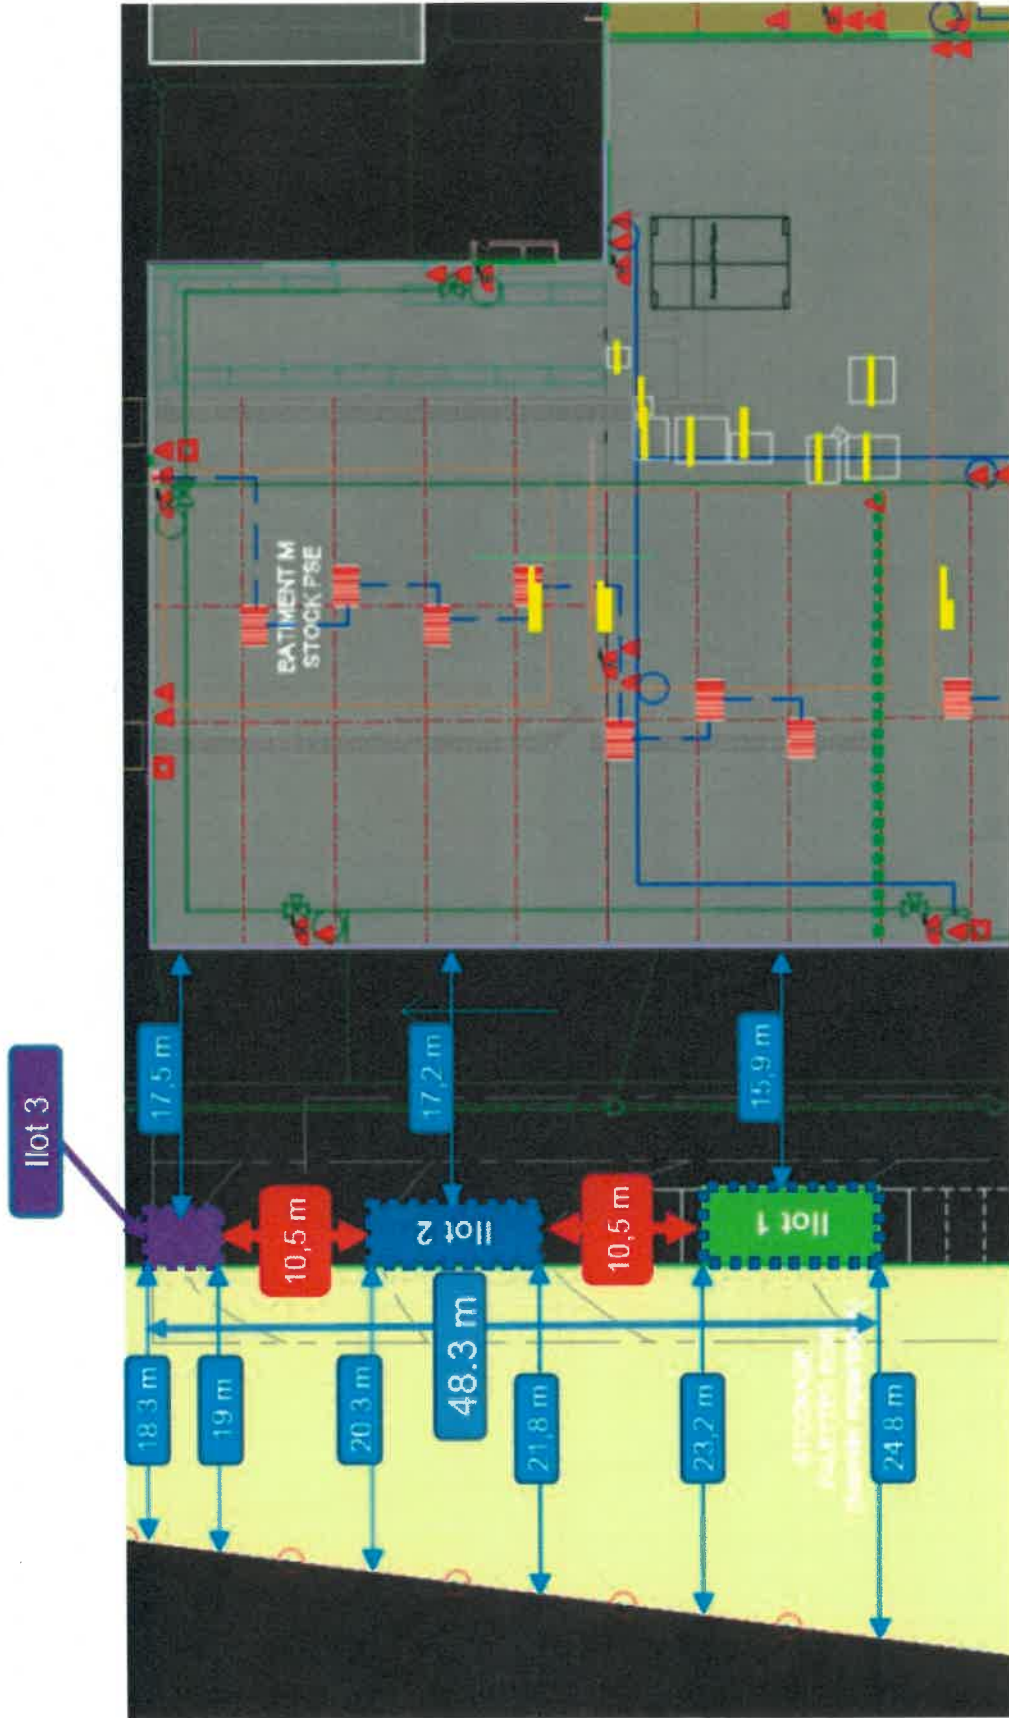 BATIMENT M
STOCK PSE
Ilot 3
17,5 m
17,2 m
15,9 m
10,5 m
Ilot 2
10,5 m
Ilot 1
48.3 m
18.3 m
19 m
20.3 m
21,8 m
23,2 m
24.8 m